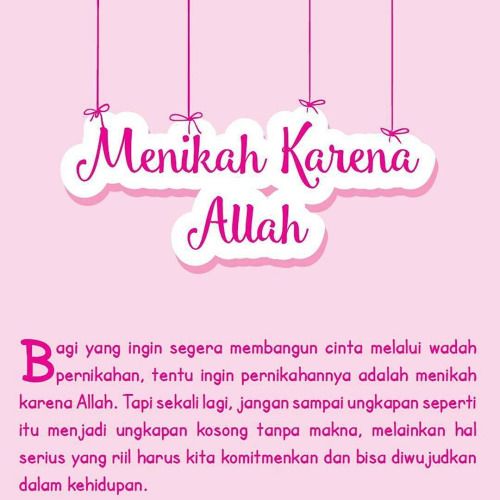 Menikah Karena
Allah
Bagi yang ingin segera membangun cinta melalui wadah
pernikahan, tentu ingin pernikahannya adalah menikah
karena Allah. Tapi sekali lagi, jangan sampai ungkapan seperti
itu menjadi ungkapan kosong tanpa makna, melainkan hal
serius yang riil harus kita komitmenkan dan bisa diwujudkan
dalam kehidupan.